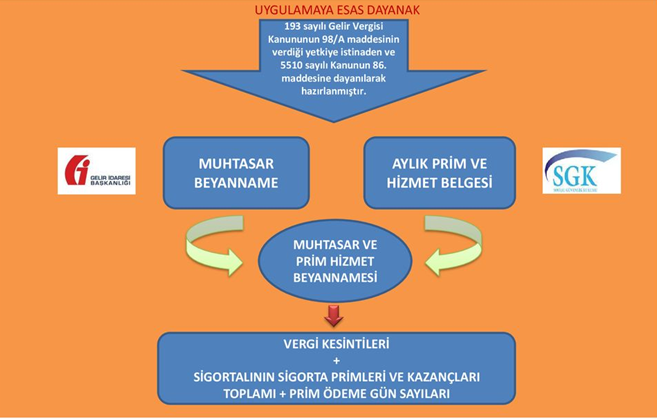 UYGULAMAYA ESAS DAYANAK
193 sayılı Gelir Vergisi
Kanununun 98/A maddesinin
verdiği yetkiye istinaden ve
5510 sayılı Kanunun 86.
maddesine dayanılarak
hazırlanmıştır.
GELİR İDARESİ
BAŞKANLIĞI
MUHTASAR
BEYANNAME
AYLIK PRİM VE
HİZMET BELGESİ
SGK
MUHTASAR VE
PRİM HİZMET
BEYANNAMESİ
VERGİ KESİNTİLERİ
+
SİGORTALININ SİGORTA PRİMLERİ VE KAZANÇLARI
TOPLAMI + PRİM ÖDEME GÜN SAYILARI